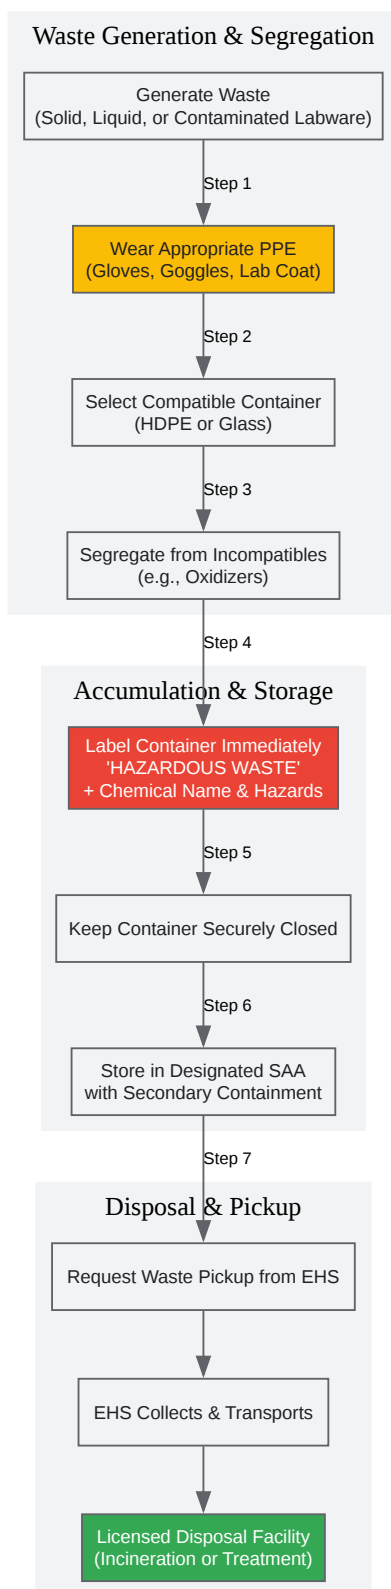 Waste Generation & Segregation
Generate Waste
(Solid, Liquid, or Contaminated Labware)
Step 1
Wear Appropriate PPE
(Gloves, Goggles, Lab Coat)
Step 2
Select Compatible Container
(HDPE or Glass)
Step 3
Segregate from Incompatibles
(e.g., Oxidizers)
Step 4
Accumulation & Storage
Label Container Immediately
'HAZARDOUS WASTE'
+ Chemical Name & Hazards
Step 5
Keep Container Securely Closed
Step 6
Store in Designated SAA
with Secondary Containment
Step 7
Disposal & Pickup
Request Waste Pickup from EHS
EHS Collects & Transports
Licensed Disposal Facility
(Incineration or Treatment)